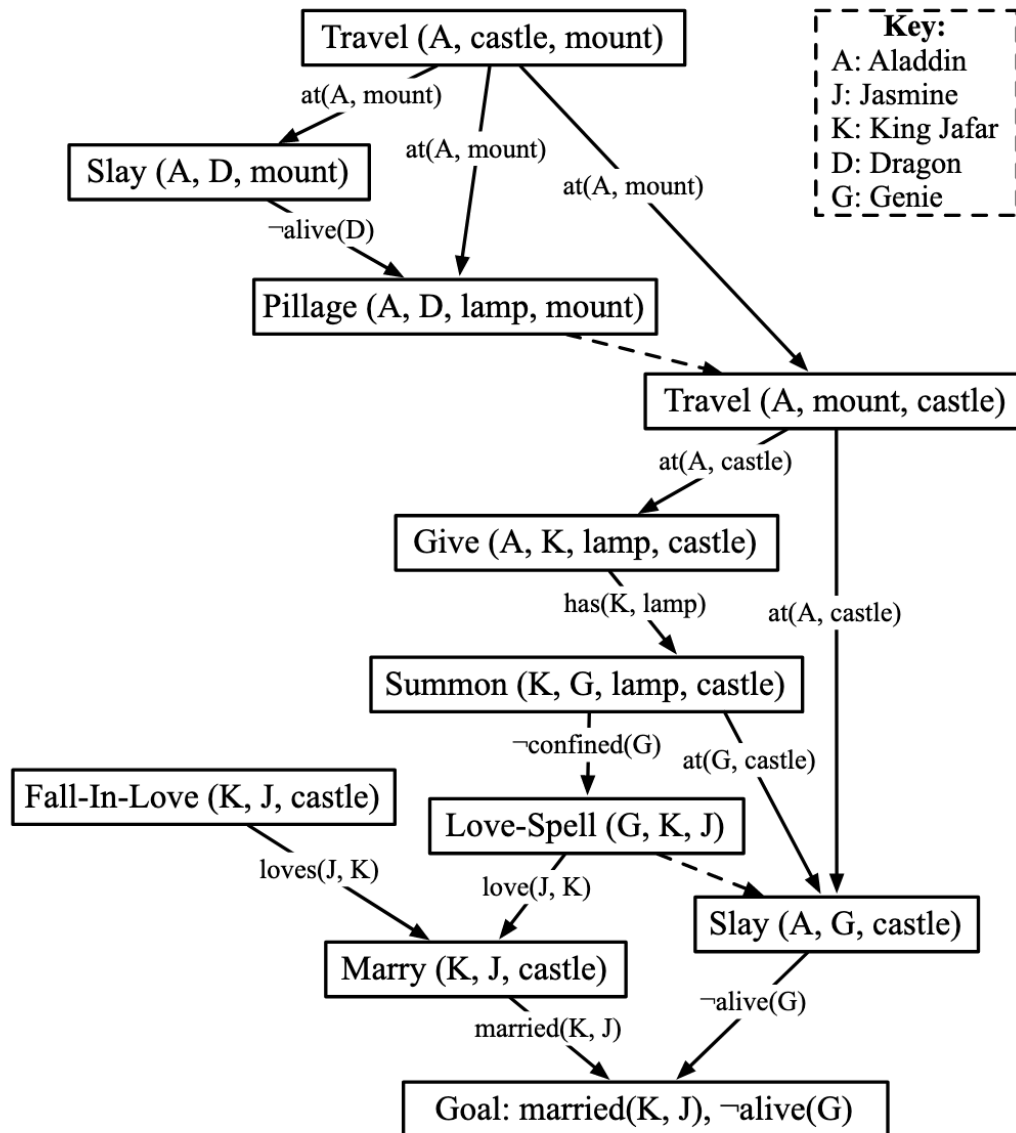 Travel (A, castle, mount)
Key:
A: Aladdin
J: Jasmine
K: King Jafar
D: Dragon
G: Genie
at(A, mount)
at(A, mount)
at(A, mount)
Slay (A, D, mount)
¬alive(D)
Pillage (A, D, lamp, mount)
Travel (A, mount, castle)
at(A, castle)
Give (A, K, lamp, castle)
has(K, lamp)
at(A, castle)
Summon (K, G, lamp, castle)
¬confined(G)
at(G, castle)
Fall-In-Love (K, J, castle)
Love-Spell (G, K, J)
loves(J, K)
love(J, K)
Slay (A, G, castle)
Marry (K, J, castle)
¬alive(G)
married(K, J)
Goal: married(K, J), ¬alive(G)